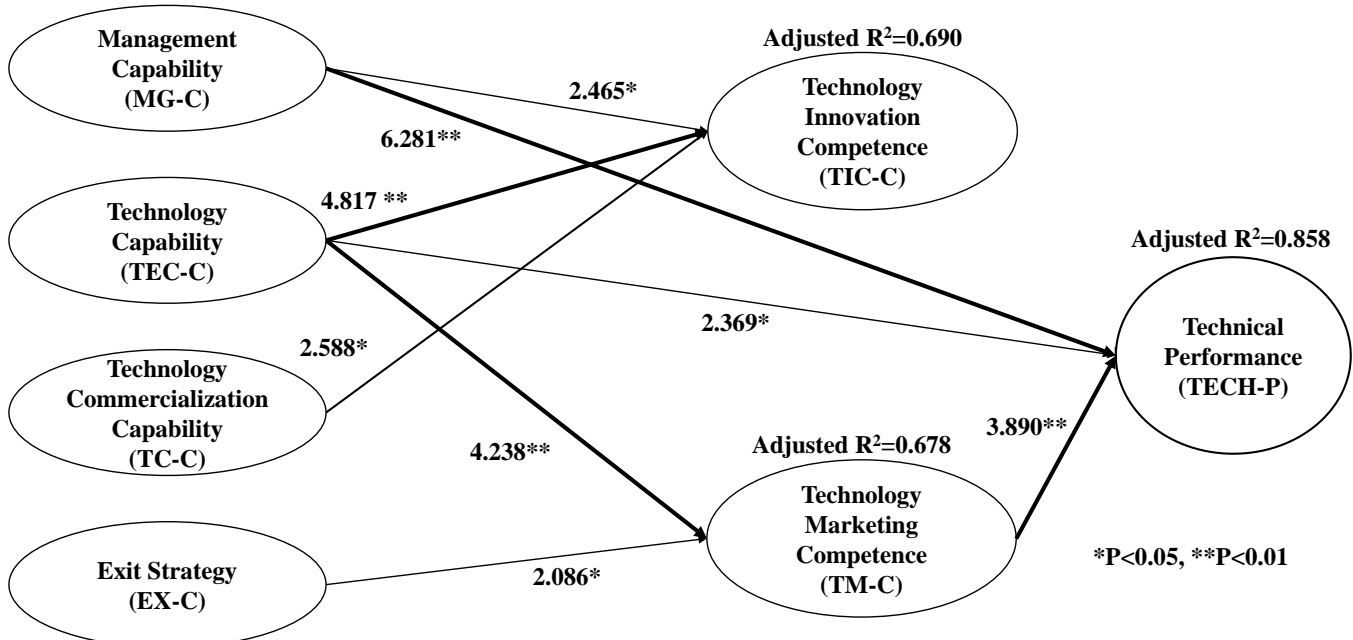 Management
Capability
(MG-C)
Adjusted R²=0.690
Technology
Innovation
Competence
(TIC-C)
2.465*
6.281**
4.817 **
Technology
Capability
(TEC-C)
Adjusted R²=0.858
Technical
Performance
(TECH-P)
2.369*
2.588*
Technology
Commercialization
Capability
(TC-C)
4.238**
3.890**
Adjusted R²=0.678
Technology
Marketing
Competence
(TM-C)
Exit Strategy
(EX-C)
2.086*
*P<0.05, **P<0.01